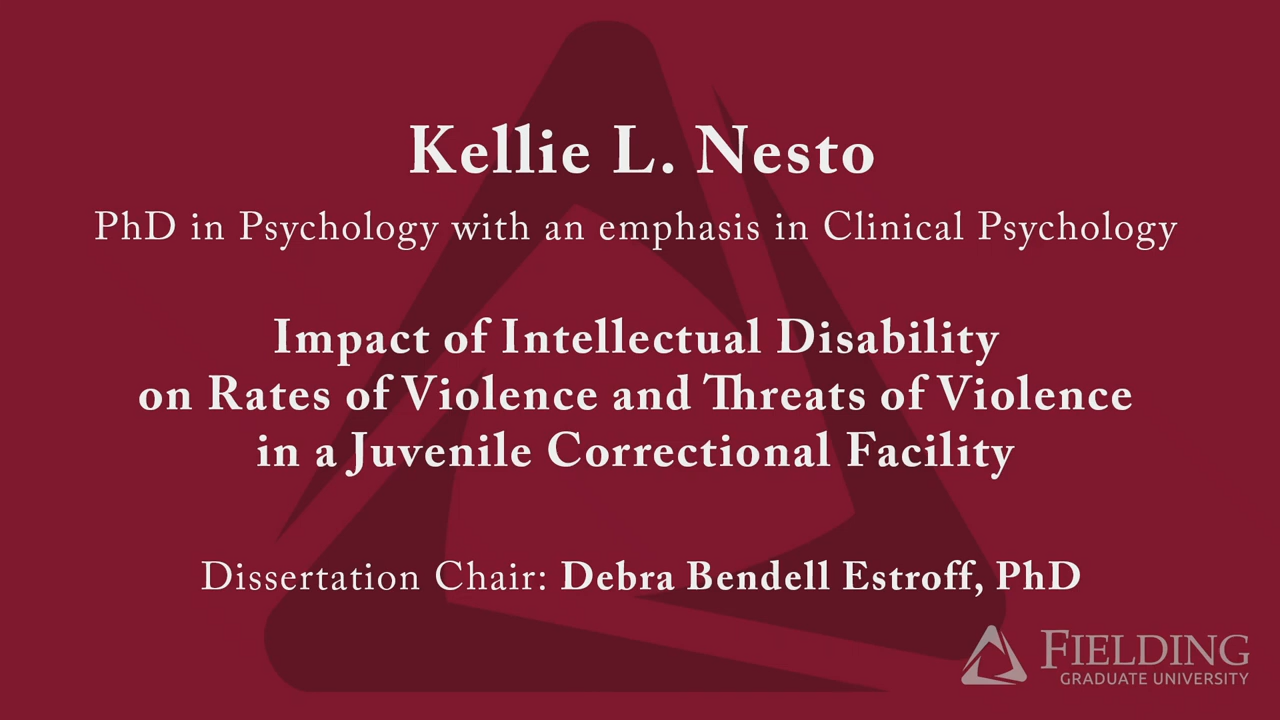 Kellie L. Nesto
PhD in Psychology with an emphasis in Clinical Psychology
Impact of Intellectual Disability
on Rates of Violence and Threats of Violence
in a Juvenile Correctional Facility
Dissertation Chair: Debra Bendell Estroff, PhD
FIELDING
GRADUATE UNIVERSITY